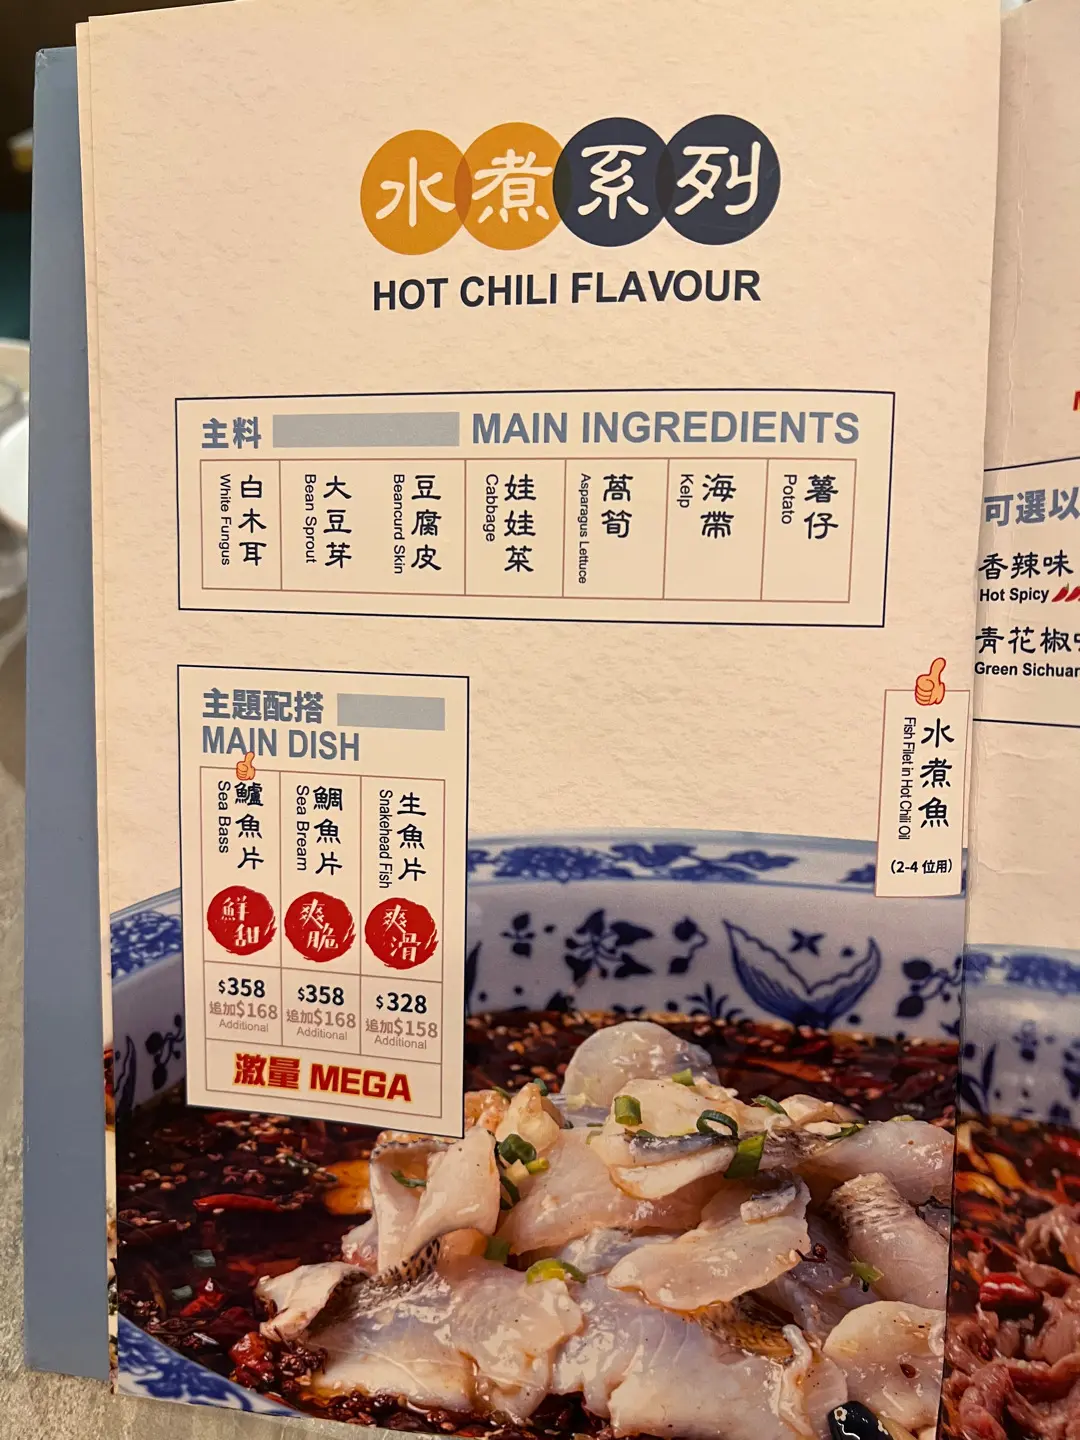 水煮系列
HOT CHILI FLAVOUR
主料 MAIN INGREDIENTS
白木耳
White Fungus
大豆芽
Bean Sprout
豆腐皮
Beancurd Skin
娃娃菜
Cabbage
萵筍
Asparagus Lettuce
海帶
Kelp
薯仔
Potato
主題配搭
MAIN DISH
鱸魚片
Sea Bass
鮮甜
$358
追加$168
Additional
鯛魚片
Sea Bream
爽脆
$358
追加$168
Additional
生魚片
Snakehead Fish
爽滑
$328
追加$158
Additional
激量 MEGA
水煮魚
Fish Filet in Hot Chili Oil
(2-4 位用)
可選以
香辣味
Hot Spicy
青花椒
Green Sichuan